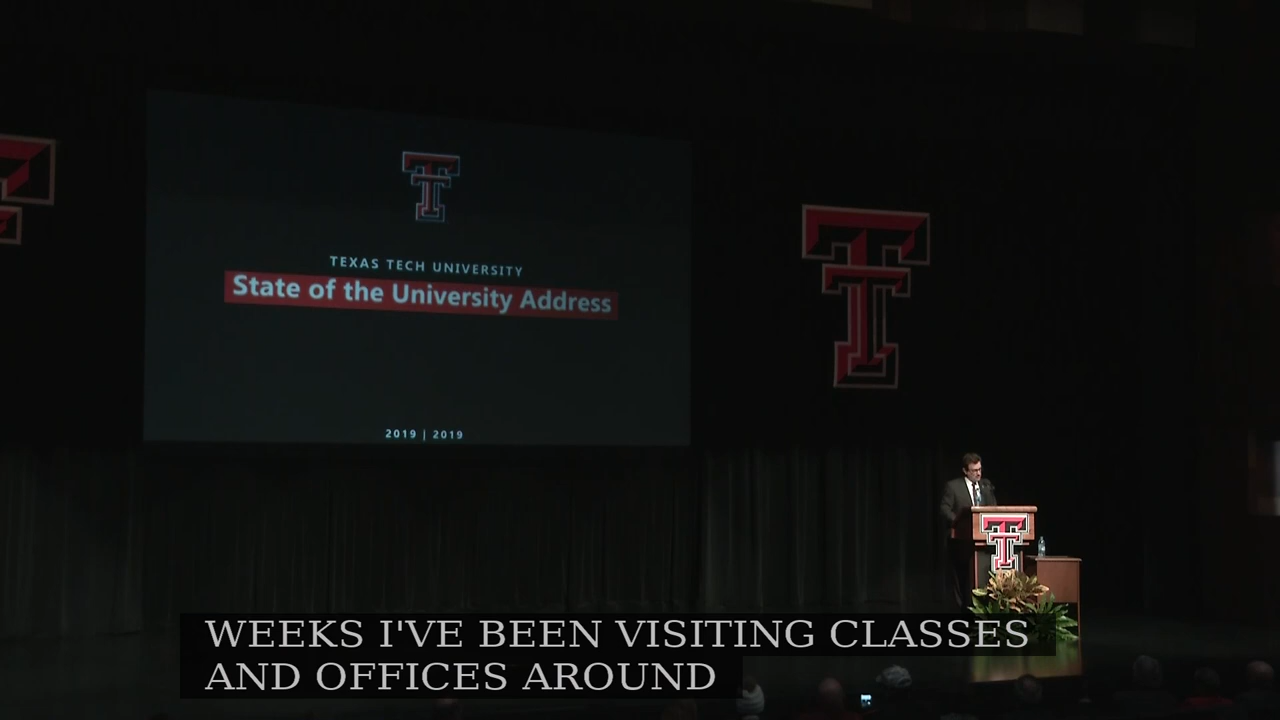 TEXAS TECH UNIVERSITY
State of the University Address
2019 | 2019
WEEKS I'VE BEEN VISITING CLASSES
AND OFFICES AROUND